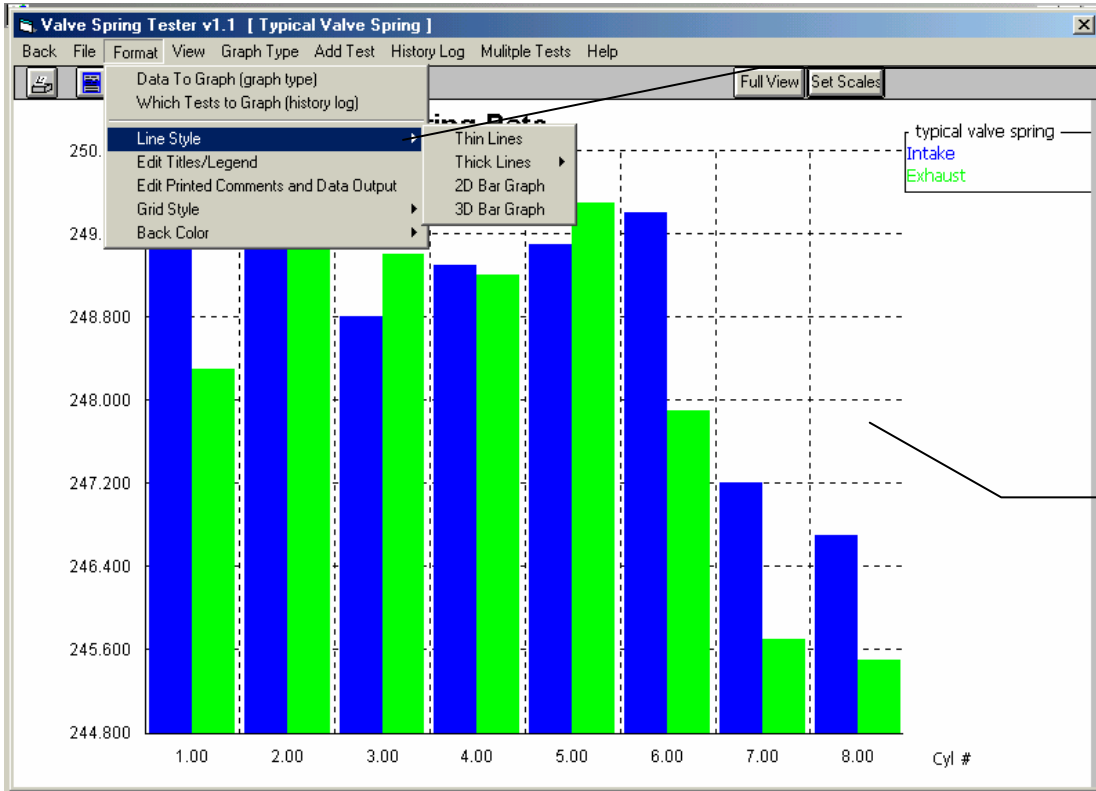 Valve Spring Tester v1.1 [ Typical Valve Spring ]
Back File Format View Graph Type Add Test History Log Mulitple Tests Help
Data To Graph (graph type)
Which Tests to Graph (history log)
Line Style
Edit Titles/Legend
Edit Printed Comments and Data Output
Grid Style
Back Color
Thin Lines
Thick Lines
2D Bar Graph
3D Bar Graph
Full View Set Scales
typical valve spring
Intake
Exhaust
250.
249.
248.800
248.000
247.200
246.400
245.600
244.800
1.00 2.00 3.00 4.00 5.00 6.00 7.00 8.00 Cyl #